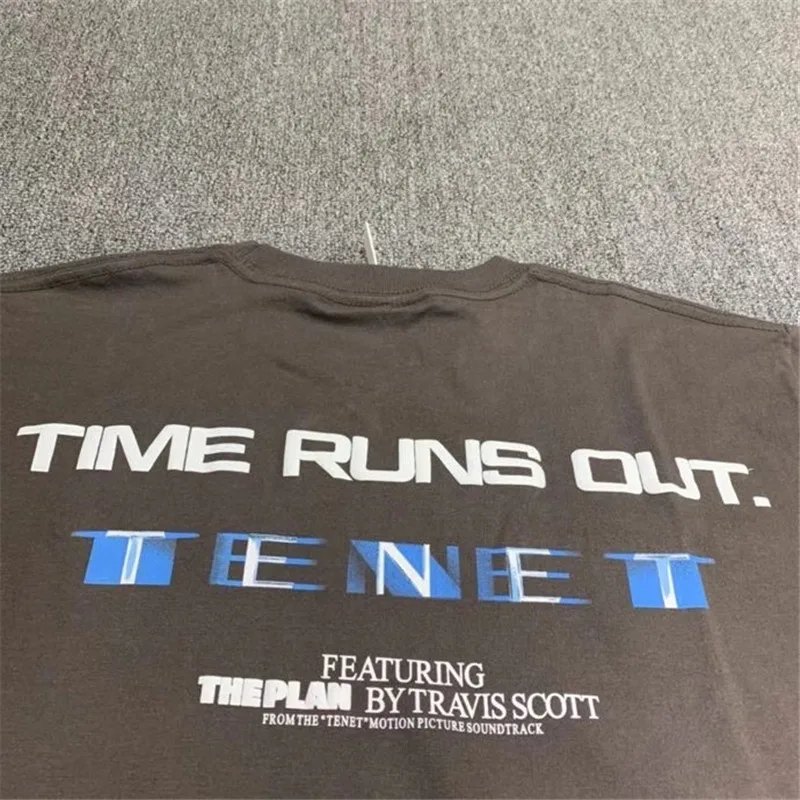 TIME RUNS OUT.
TENET
FEATURING
THE PLAN BY TRAVIS SCOTT
FROM THE "TENET" MOTION PICTURE SOUNDTRACK